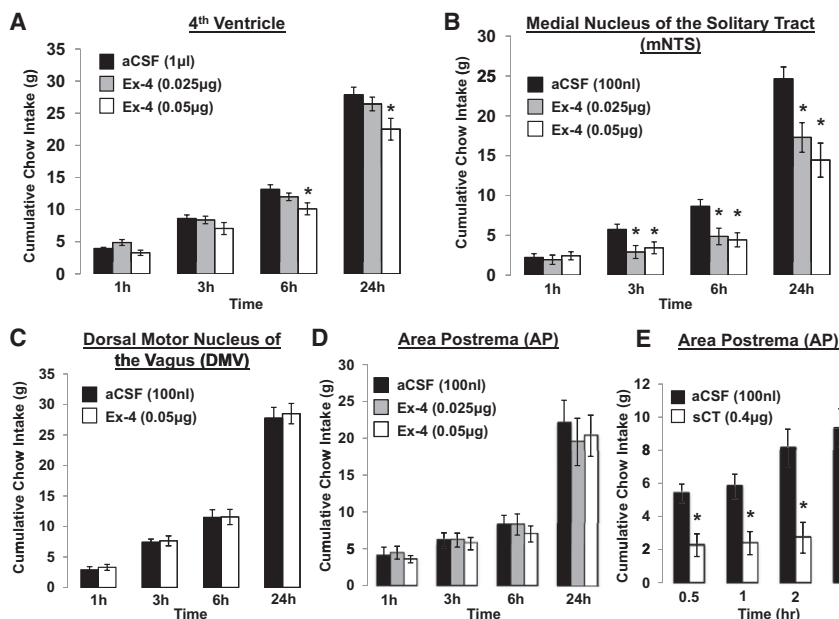 A
4th Ventricle
Cumulative Chow Intake (g)
35
30
25
20
15
10
5
0
aCSF (1µl)
Ex-4 (0.025µg)
Ex-4 (0.05µg)
*
*
1h 3h 6h 24h
Time
B
Medial Nucleus of the Solitary Tract
(mNTS)
Cumulative Chow Intake (g)
30
25
20
15
10
5
0
aCSF (100nl)
Ex-4 (0.025µg)
Ex-4 (0.05µg)
* *
* *
* *
1h 3h 6h 24h
Time
C
Dorsal Motor Nucleus of
the Vagus (DMV)
Cumulative Chow Intake (g)
35
30
25
20
15
10
5
0
aCSF (100nl)
Ex-4 (0.05µg)
1h 3h 6h 24h
Time
D
Area Postrema (AP)
Cumulative Chow Intake (g)
30
25
20
15
10
5
0
aCSF (100nl)
Ex-4 (0.025µg)
Ex-4 (0.05µg)
1h 3h 6h 24h
Time
E
Area Postrema (AP)
Cumulative Chow Intake (g)
12
10
8
6
4
2
0
aCSF (100nl)
sCT (0.4µg)
* * *
0.5 1 2
Time (hr)